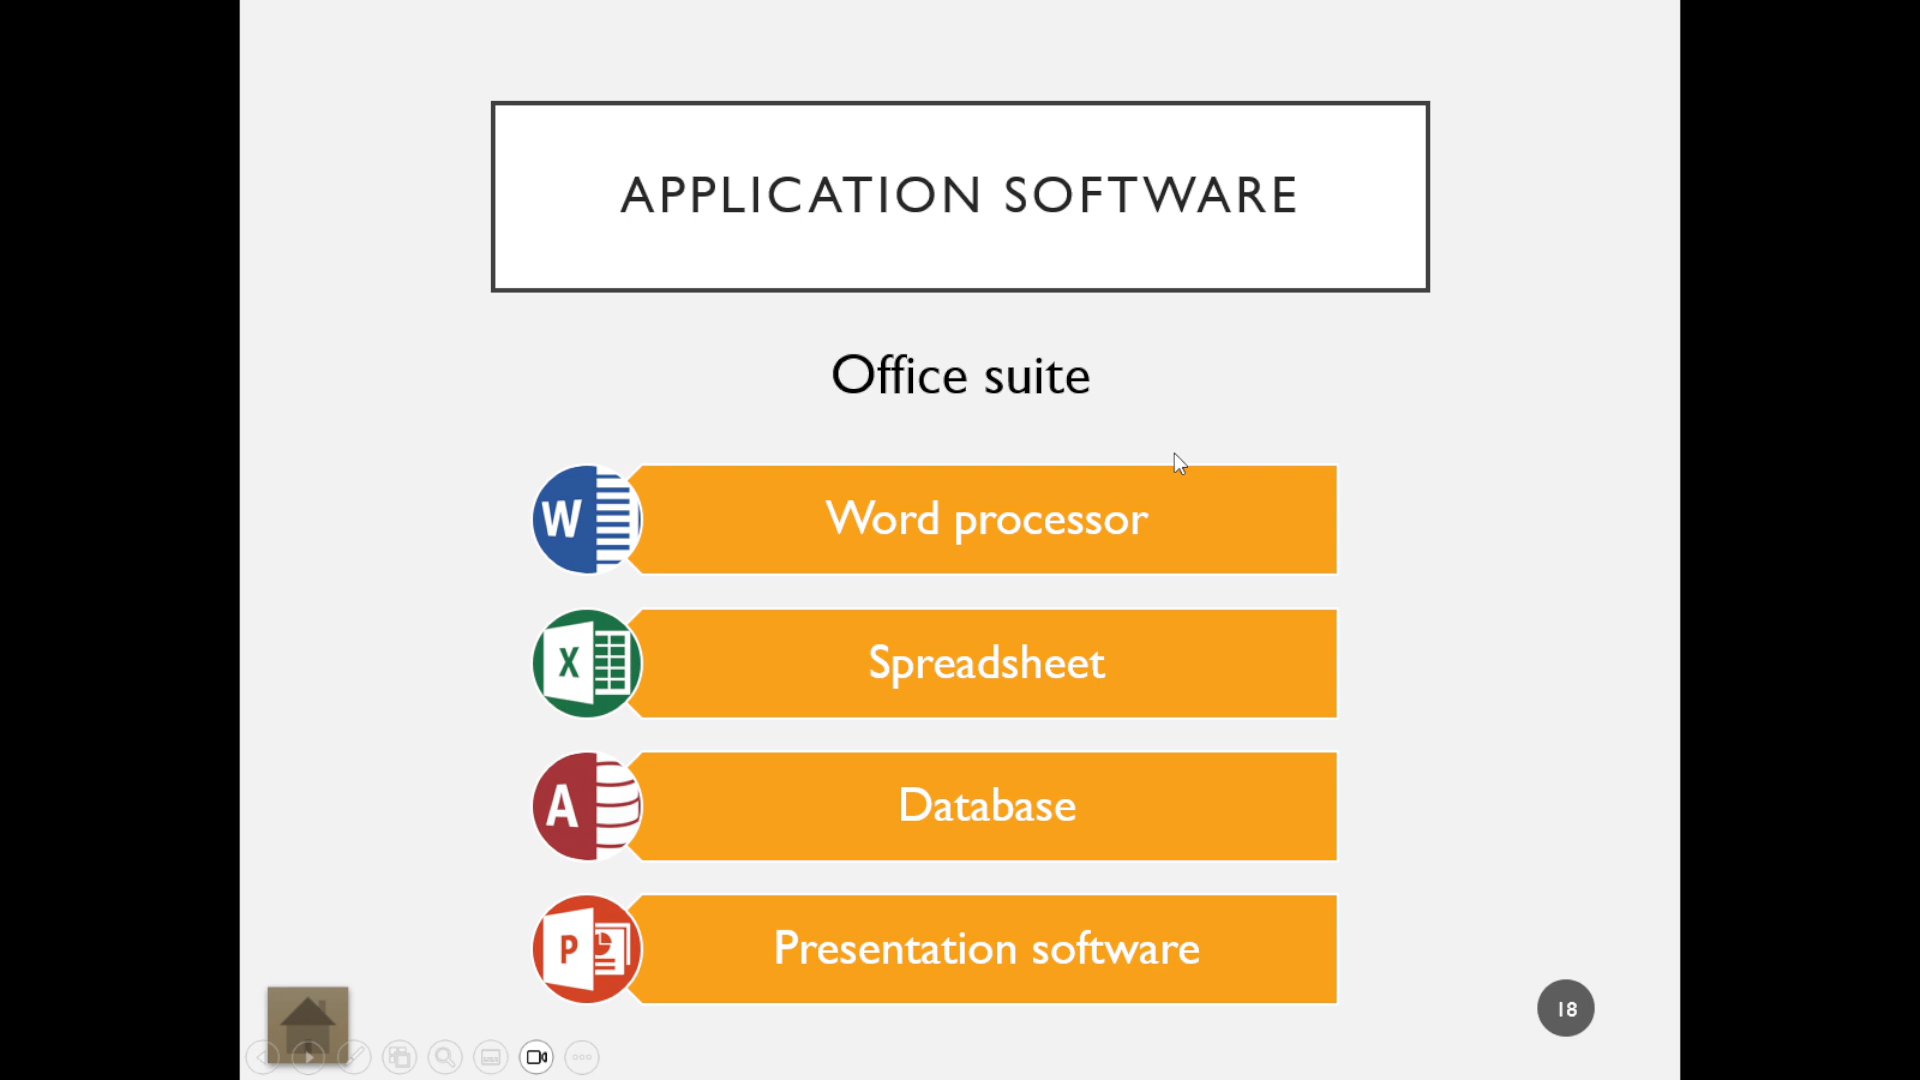 APPLICATION SOFTWARE
Office suite
W
Word processor
X
Spreadsheet
A
Database
P
Presentation software
18